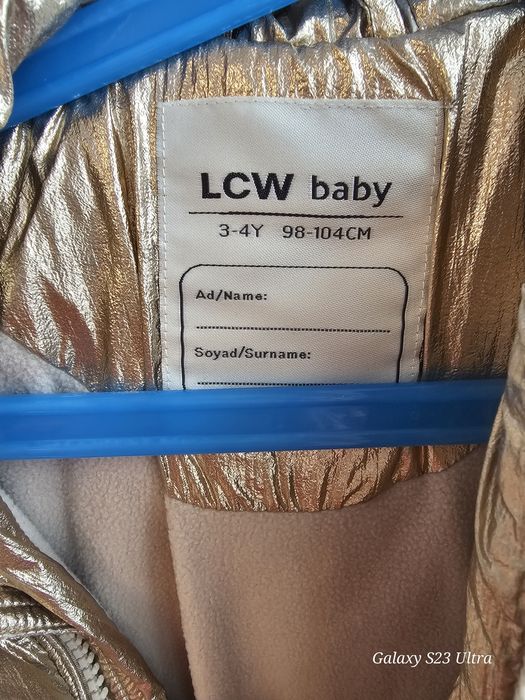 LCW baby
3-4Y 98-104CM
Ad/Name:
Soyad/Surname:
Galaxy S23 Ultra